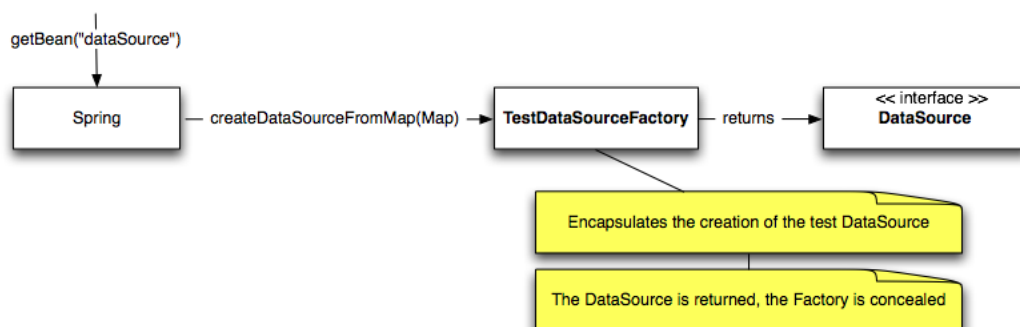 getBean("dataSource")
Spring
createDataSourceFromMap(Map)
TestDataSourceFactory
returns
<< interface >>
DataSource
Encapsulates the creation of the test DataSource
The DataSource is returned, the Factory is concealed